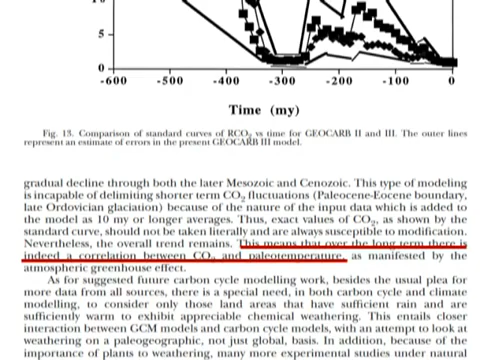 5
0
-600 -500 -400 -300 -200 -100 0
Time (my)
Fig. 13. Comparison of standard curves of RCO₂ vs time for GEOCARB II and III. The outer lines
represent an estimate of errors in the present GEOCARB III model.
gradual decline through both the later Mesozoic and Cenozoic. This type of modeling
is incapable of delimiting shorter term CO₂ fluctuations (Paleocene-Eocene boundary,
late Ordovician glaciation) because of the nature of the input data which is added to
the model as 10 my or longer averages. Thus, exact values of CO₂, as shown by the
standard curve, should not be taken literally and are always susceptible to modification.
Nevertheless, the overall trend remains. This means that over the long term there is
indeed a correlation between CO₂ and paleotemperature, as manifested by the
atmospheric greenhouse effect.
As for suggested future carbon cycle modelling work, besides the usual plea for
more data from all sources, there is a special need, in both carbon cycle and climate
modelling, to consider only those land areas that have sufficient rain and are
sufficiently warm to exhibit appreciable chemical weathering. This entails closer
interaction between GCM models and carbon cycle models, with an attempt to look at
weathering on a paleogeographic, not just global, basis. In addition, because of the
importance of plants to weathering, many more experimental studies under natural